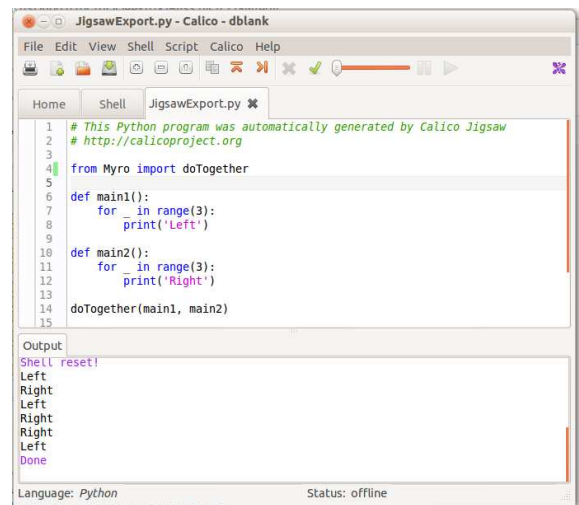 JigsawExport.py - Calico - dblank
File Edit View Shell Script Calico Help
Home Shell JigsawExport.py
1 # This Python program was automatically generated by Calico Jigsaw
2 # http://calicoproject.org
3
4 from Myro import doTogether
5
6 def main1():
7     for _ in range(3):
8         print('Left')
9
10 def main2():
11     for _ in range(3):
12         print('Right')
13
14 doTogether(main1, main2)
15
Output
Shell reset!
Left
Right
Left
Right
Right
Left
Done
Language: Python Status: offline